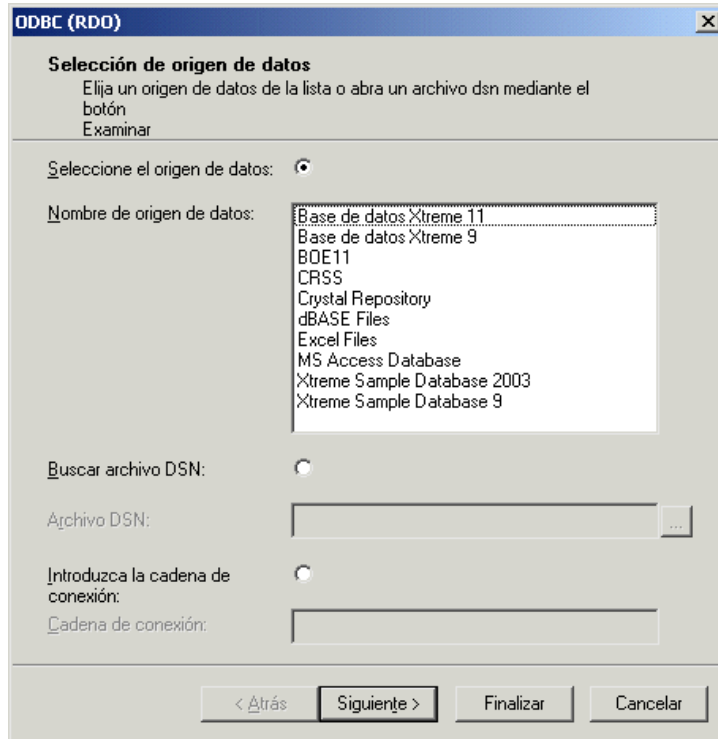 ODBC (RDO)
Selección de origen de datos
Elija un origen de datos de la lista o abra un archivo dsn mediante el
botón
Examinar
Seleccione el origen de datos:
Nombre de origen de datos:
Base de datos Xtreme 11
Base de datos Xtreme 9
BOE11
CRSS
Crystal Repository
dBASE Files
Excel Files
MS Access Database
Xtreme Sample Database 2003
Xtreme Sample Database 9
Buscar archivo DSN:
Archivo DSN:
...
Introduzca la cadena de
conexión:
Cadena de conexión:
< Atrás
Siguiente >
Finalizar
Cancelar